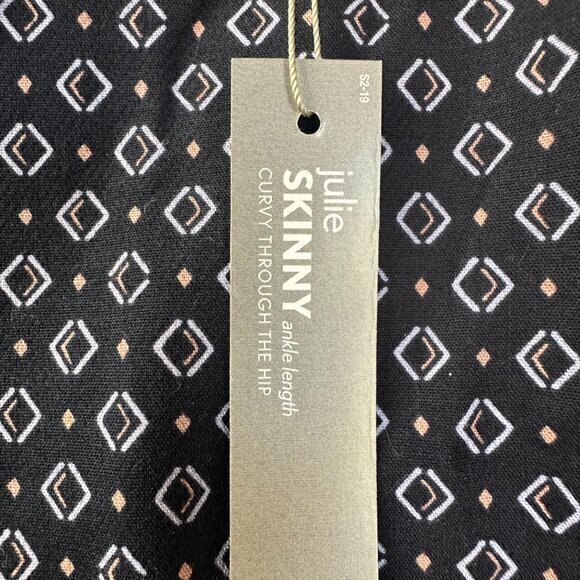 S2-19
julie
SKINNY ankle length
CURVY THROUGH THE HIP